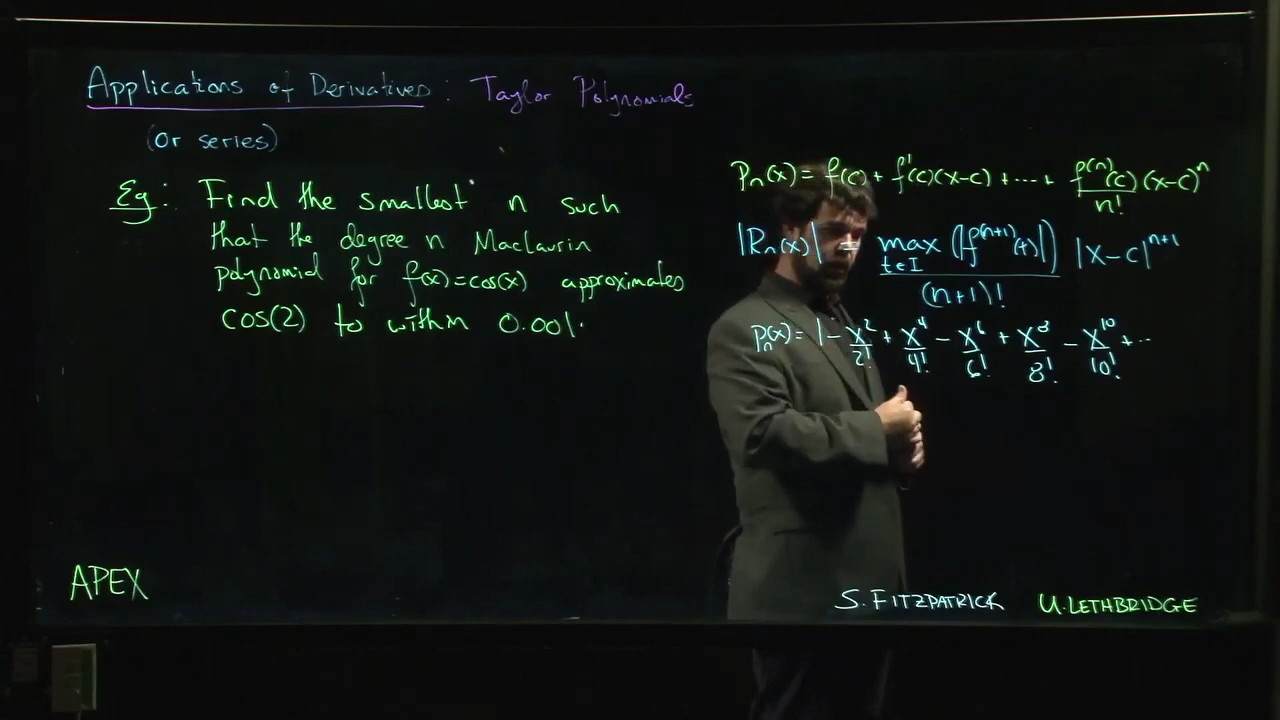 Applications of Derivatives: Taylor Polynomials
(or series)
Eg: Find the smallest n such
that the degree n Maclaurin
polynomial for f(x)=cos(x) approximates
cos(2) to within 0.001.
Pₙ(x) = f(c) + f'(c)(x-c) + ... + f⁽ⁿ⁾(c)/n! (x-c)ⁿ
|Rₙ(x)| = max t∈I (|f⁽ⁿ⁺¹⁾(t)|)/(n+1)! |x-c|ⁿ⁺¹
Pₙ(x) = 1 - x²/2! + x⁴/4! - x⁶/6! + x⁸/8! - x¹⁰/10! + ...
APEX
S. FITZPATRICK U. LETHBRIDGE